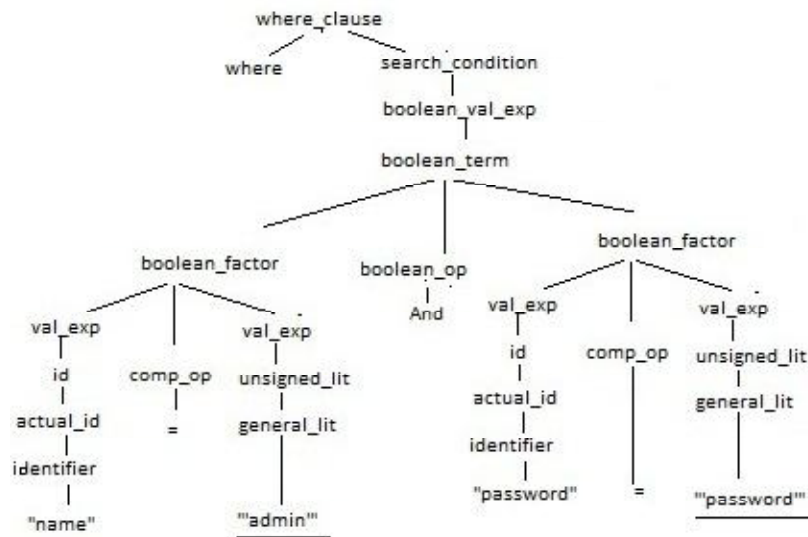 where_clause
where search_condition
boolean_val_exp
boolean_term
boolean_factor boolean_op boolean_factor
And
val_exp comp_op val_exp val_exp comp_op val_exp
id unsigned_lit id unsigned_lit
actual_id = general_lit actual_id general_lit
identifier identifier
"name" "'admin'" "password" = "'password'"